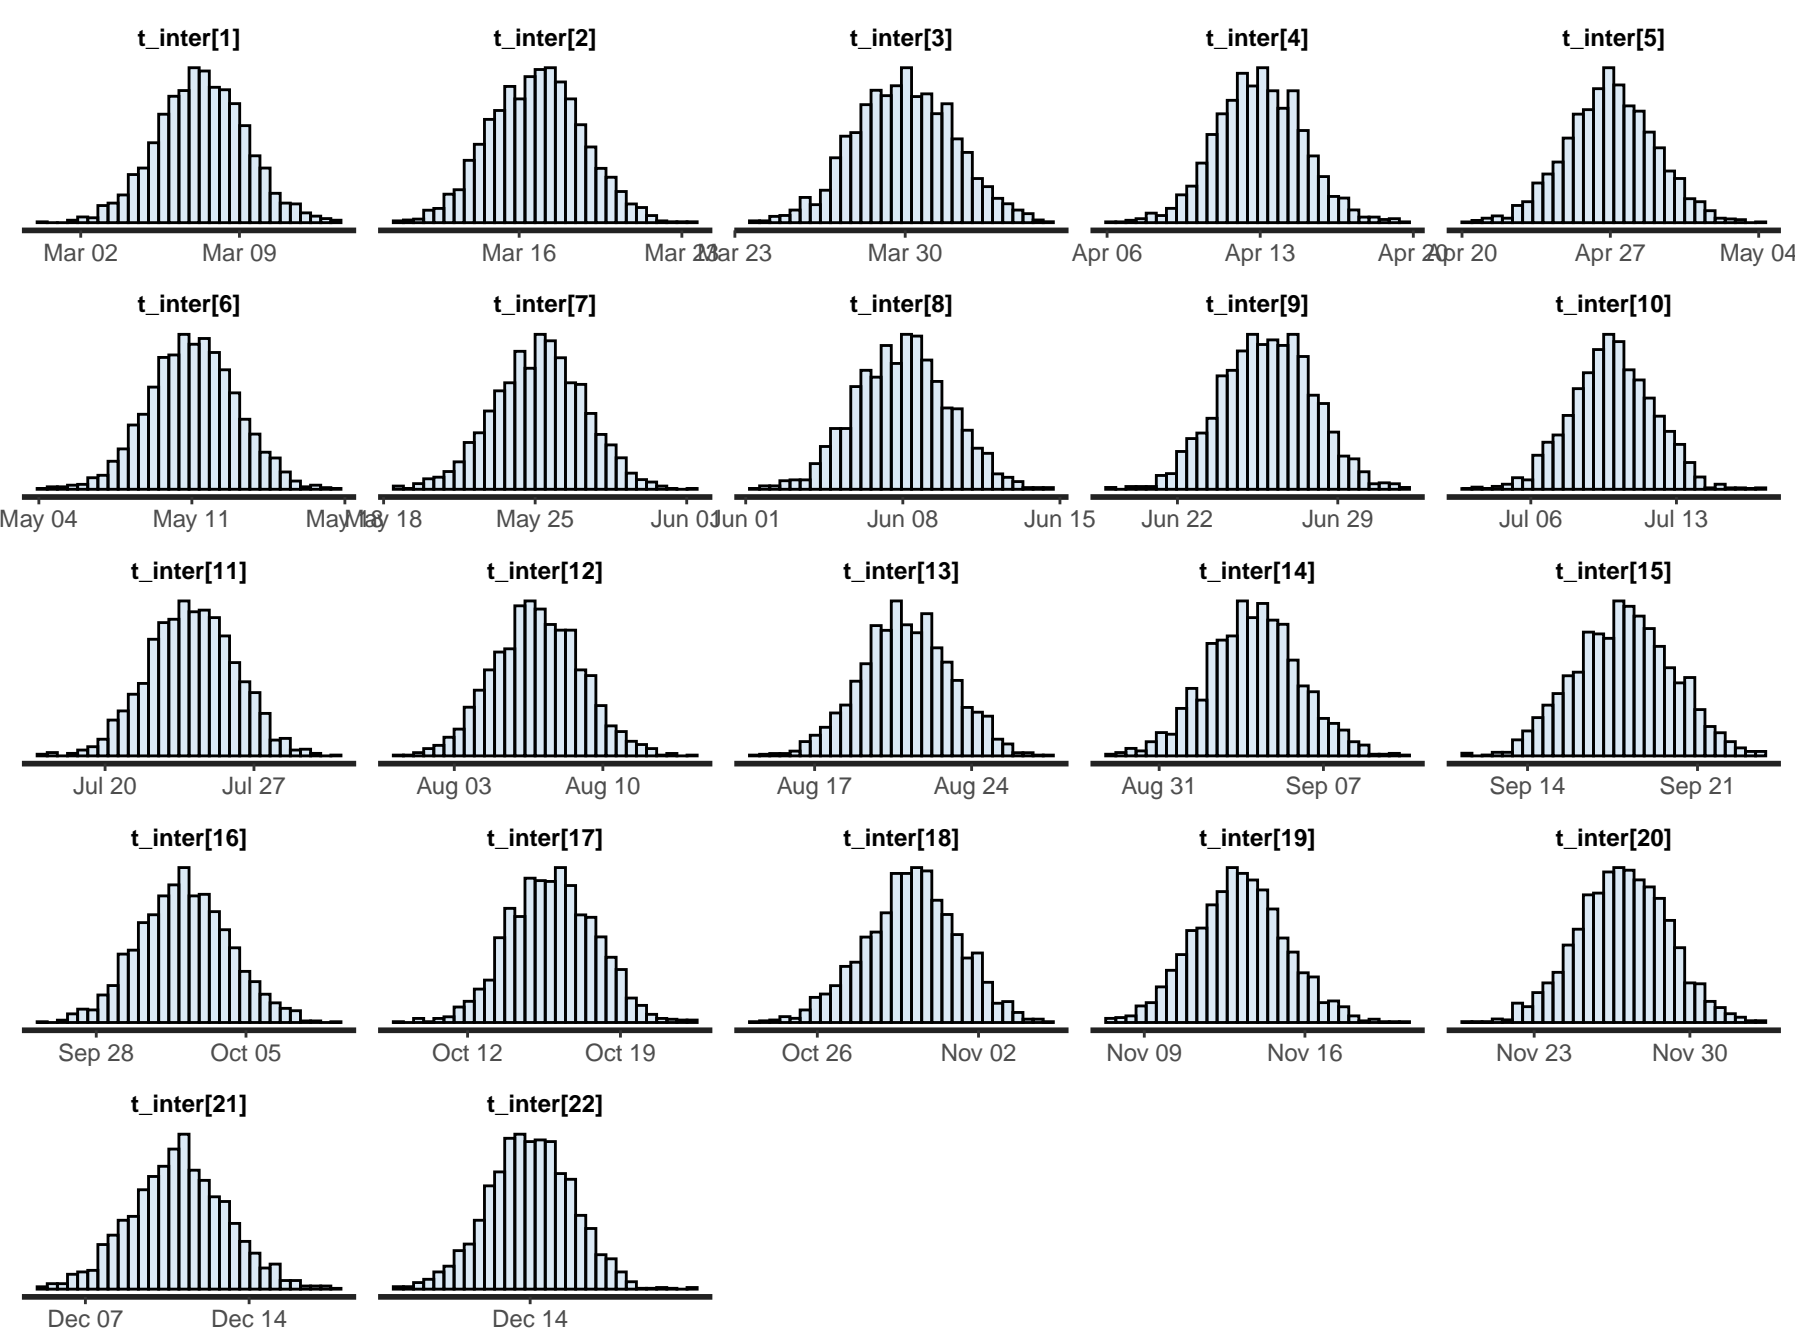 t_inter[1] t_inter[2] t_inter[3] t_inter[4] t_inter[5]
Mar 02 Mar 09 Mar 16 Mar 23 Mar 23 Mar 30 Apr 06 Apr 13 Apr 20 Apr 20 Apr 27 May 04
t_inter[6] t_inter[7] t_inter[8] t_inter[9] t_inter[10]
May 04 May 11 May 18 May 18 May 25 Jun 01 Jun 01 Jun 08 Jun 15 Jun 22 Jun 29 Jul 06 Jul 13
t_inter[11] t_inter[12] t_inter[13] t_inter[14] t_inter[15]
Jul 20 Jul 27 Aug 03 Aug 10 Aug 17 Aug 24 Aug 31 Sep 07 Sep 14 Sep 21
t_inter[16] t_inter[17] t_inter[18] t_inter[19] t_inter[20]
Sep 28 Oct 05 Oct 12 Oct 19 Oct 26 Nov 02 Nov 09 Nov 16 Nov 23 Nov 30
t_inter[21] t_inter[22]
Dec 07 Dec 14 Dec 14